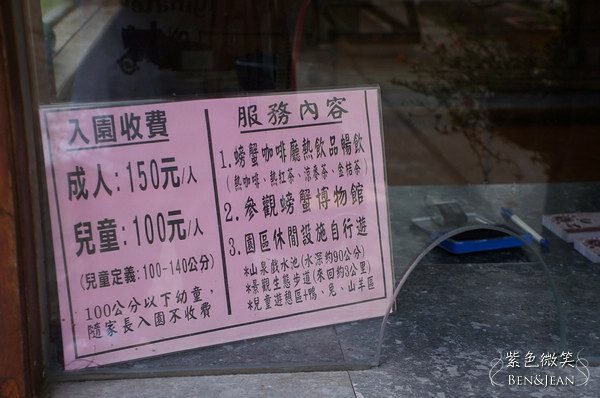 入園收費
成人:150元/人
兒童:100元/人
(兒童定義:100-140公分)
100公分以下幼童,
隨家長入園不收費
服務內容
1.螃蟹咖啡廳熱飲品暢飲
(熱咖啡、熱紅茶、涼蔘茶、金桔茶)
2.參觀螃蟹博物館
3.園區休閒設施自行遊
*山泉戲水池(水深約90公分)
*景觀生態步道(來回約3公里)
*兒童遊憩區+鴨、兔、山羊區
紫色微笑
BEN&JEAN